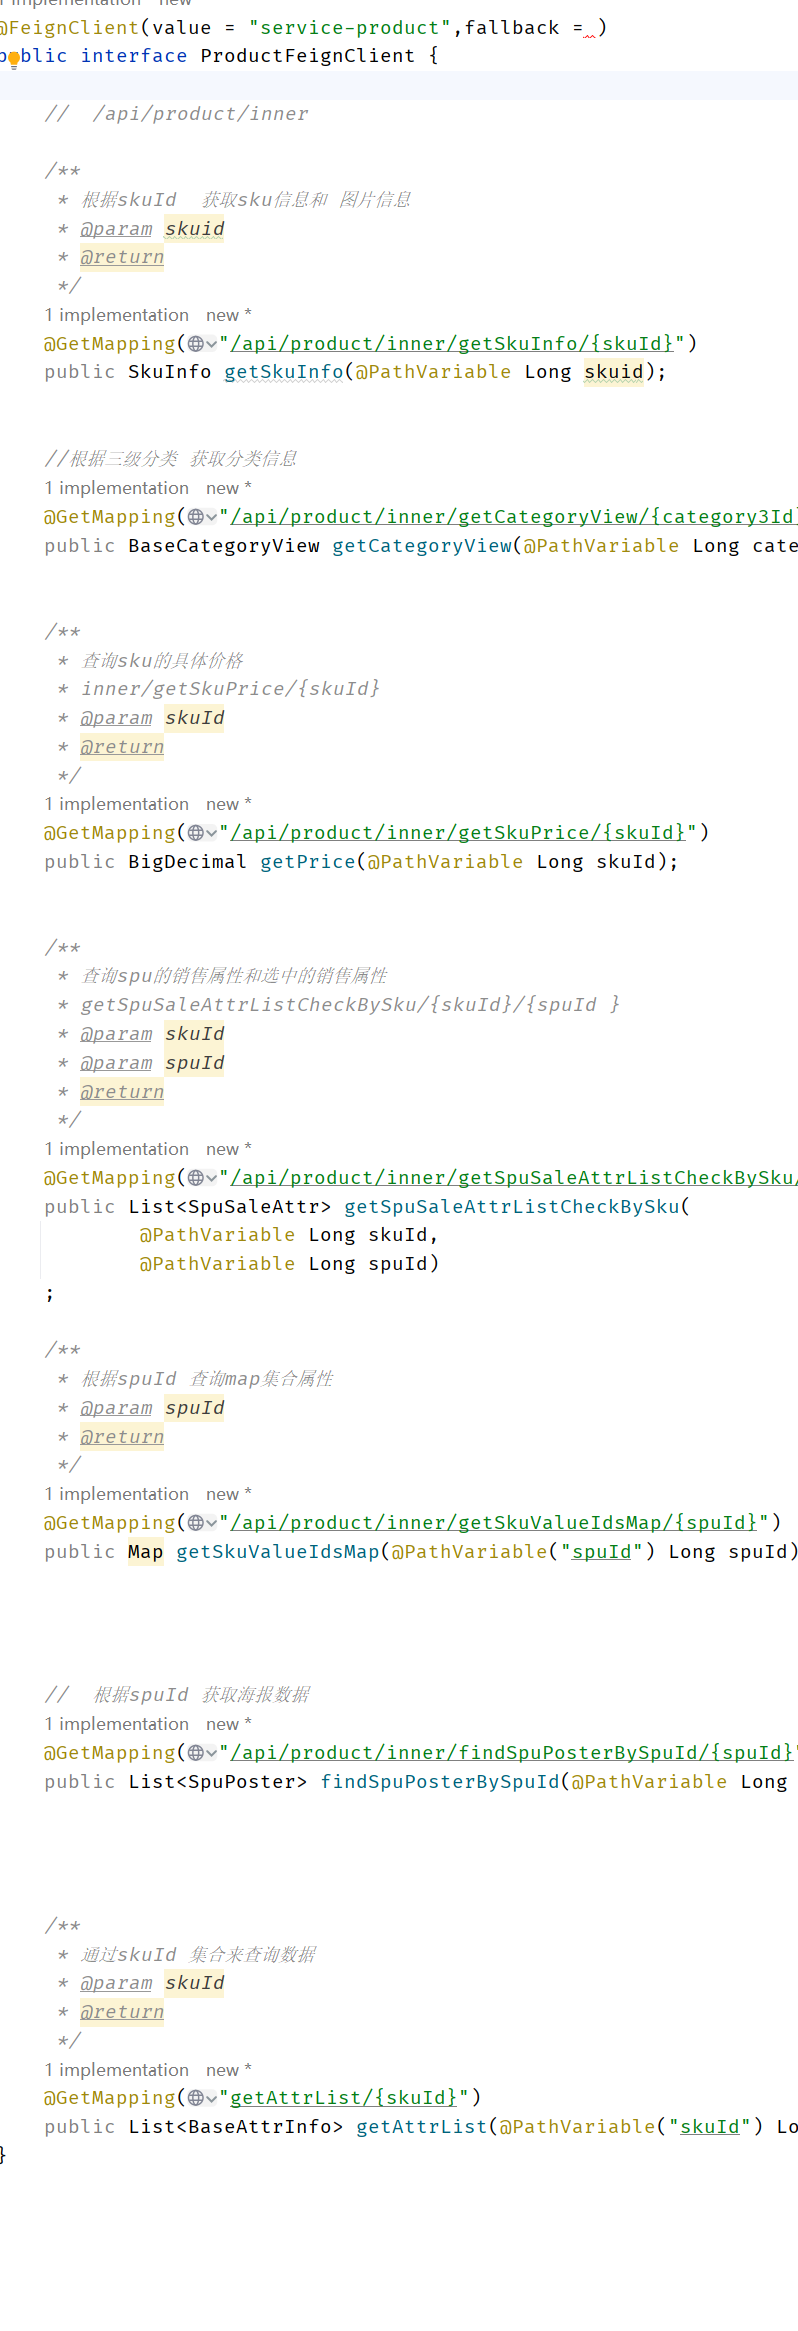 1 implementation new *
@FeignClient(value = "service-product",fallback = )
public interface ProductFeignClient {
// /api/product/inner
/**
* 根据skuId 获取sku信息和 图片信息
* @param skuid
* @return
*/
1 implementation new *
@GetMapping("/api/product/inner/getSkuInfo/{skuId}")
public SkuInfo getSkuInfo(@PathVariable Long skuid);
//根据三级分类 获取分类信息
1 implementation new *
@GetMapping("/api/product/inner/getCategoryView/{category3Id}
public BaseCategoryView getCategoryView(@PathVariable Long cate
/**
* 查询sku的具体价格
* inner/getSkuPrice/{skuId}
* @param skuId
* @return
*/
1 implementation new *
@GetMapping("/api/product/inner/getSkuPrice/{skuId}")
public BigDecimal getPrice(@PathVariable Long skuId);
/**
* 查询spu的销售属性和选中的销售属性
* getSpuSaleAttrListCheckBySku/{skuId}/{spuId }
* @param skuId
* @param spuId
* @return
*/
1 implementation new *
@GetMapping("/api/product/inner/getSpuSaleAttrListCheckBySku/
public List<SpuSaleAttr> getSpuSaleAttrListCheckBySku(
@PathVariable Long skuId,
@PathVariable Long spuId)
;
/**
* 根据spuId 查询map集合属性
* @param spuId
* @return
*/
1 implementation new *
@GetMapping("/api/product/inner/getSkuValueIdsMap/{spuId}")
public Map getSkuValueIdsMap(@PathVariable("spuId") Long spuId)
// 根据spuId 获取海报数据
1 implementation new *
@GetMapping("/api/product/inner/findSpuPosterBySpuId/{spuId}"
public List<SpuPoster> findSpuPosterBySpuId(@PathVariable Long
/**
* 通过skuId 集合来查询数据
* @param skuId
* @return
*/
1 implementation new *
@GetMapping("getAttrList/{skuId}")
public List<BaseAttrInfo> getAttrList(@PathVariable("skuId") Lo
}